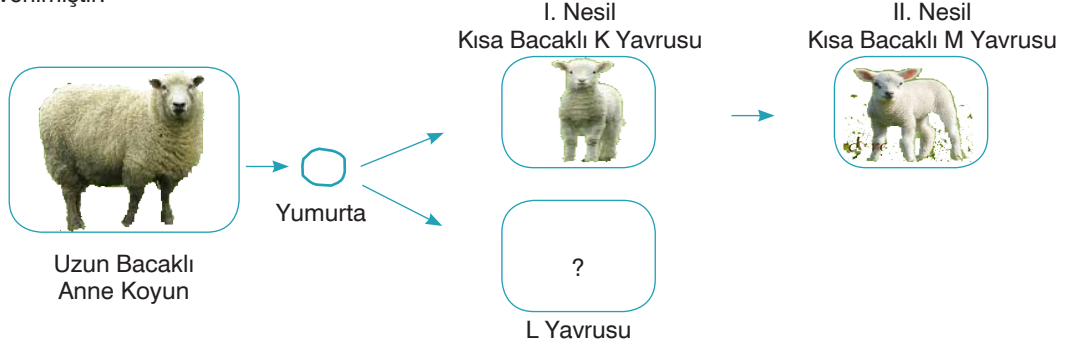 I. Nesil
Kısa Bacaklı K Yavrusu
II. Nesil
Kısa Bacaklı M Yavrusu
Yumurta
Uzun Bacaklı
Anne Koyun
?
L Yavrusu